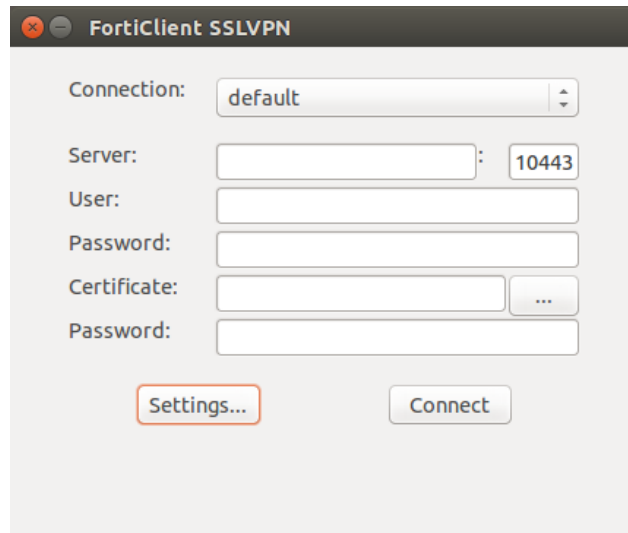 FortiClient SSLVPN
Connection: default
Server: : 10443
User:
Password:
Certificate: ...
Password:
Settings... Connect